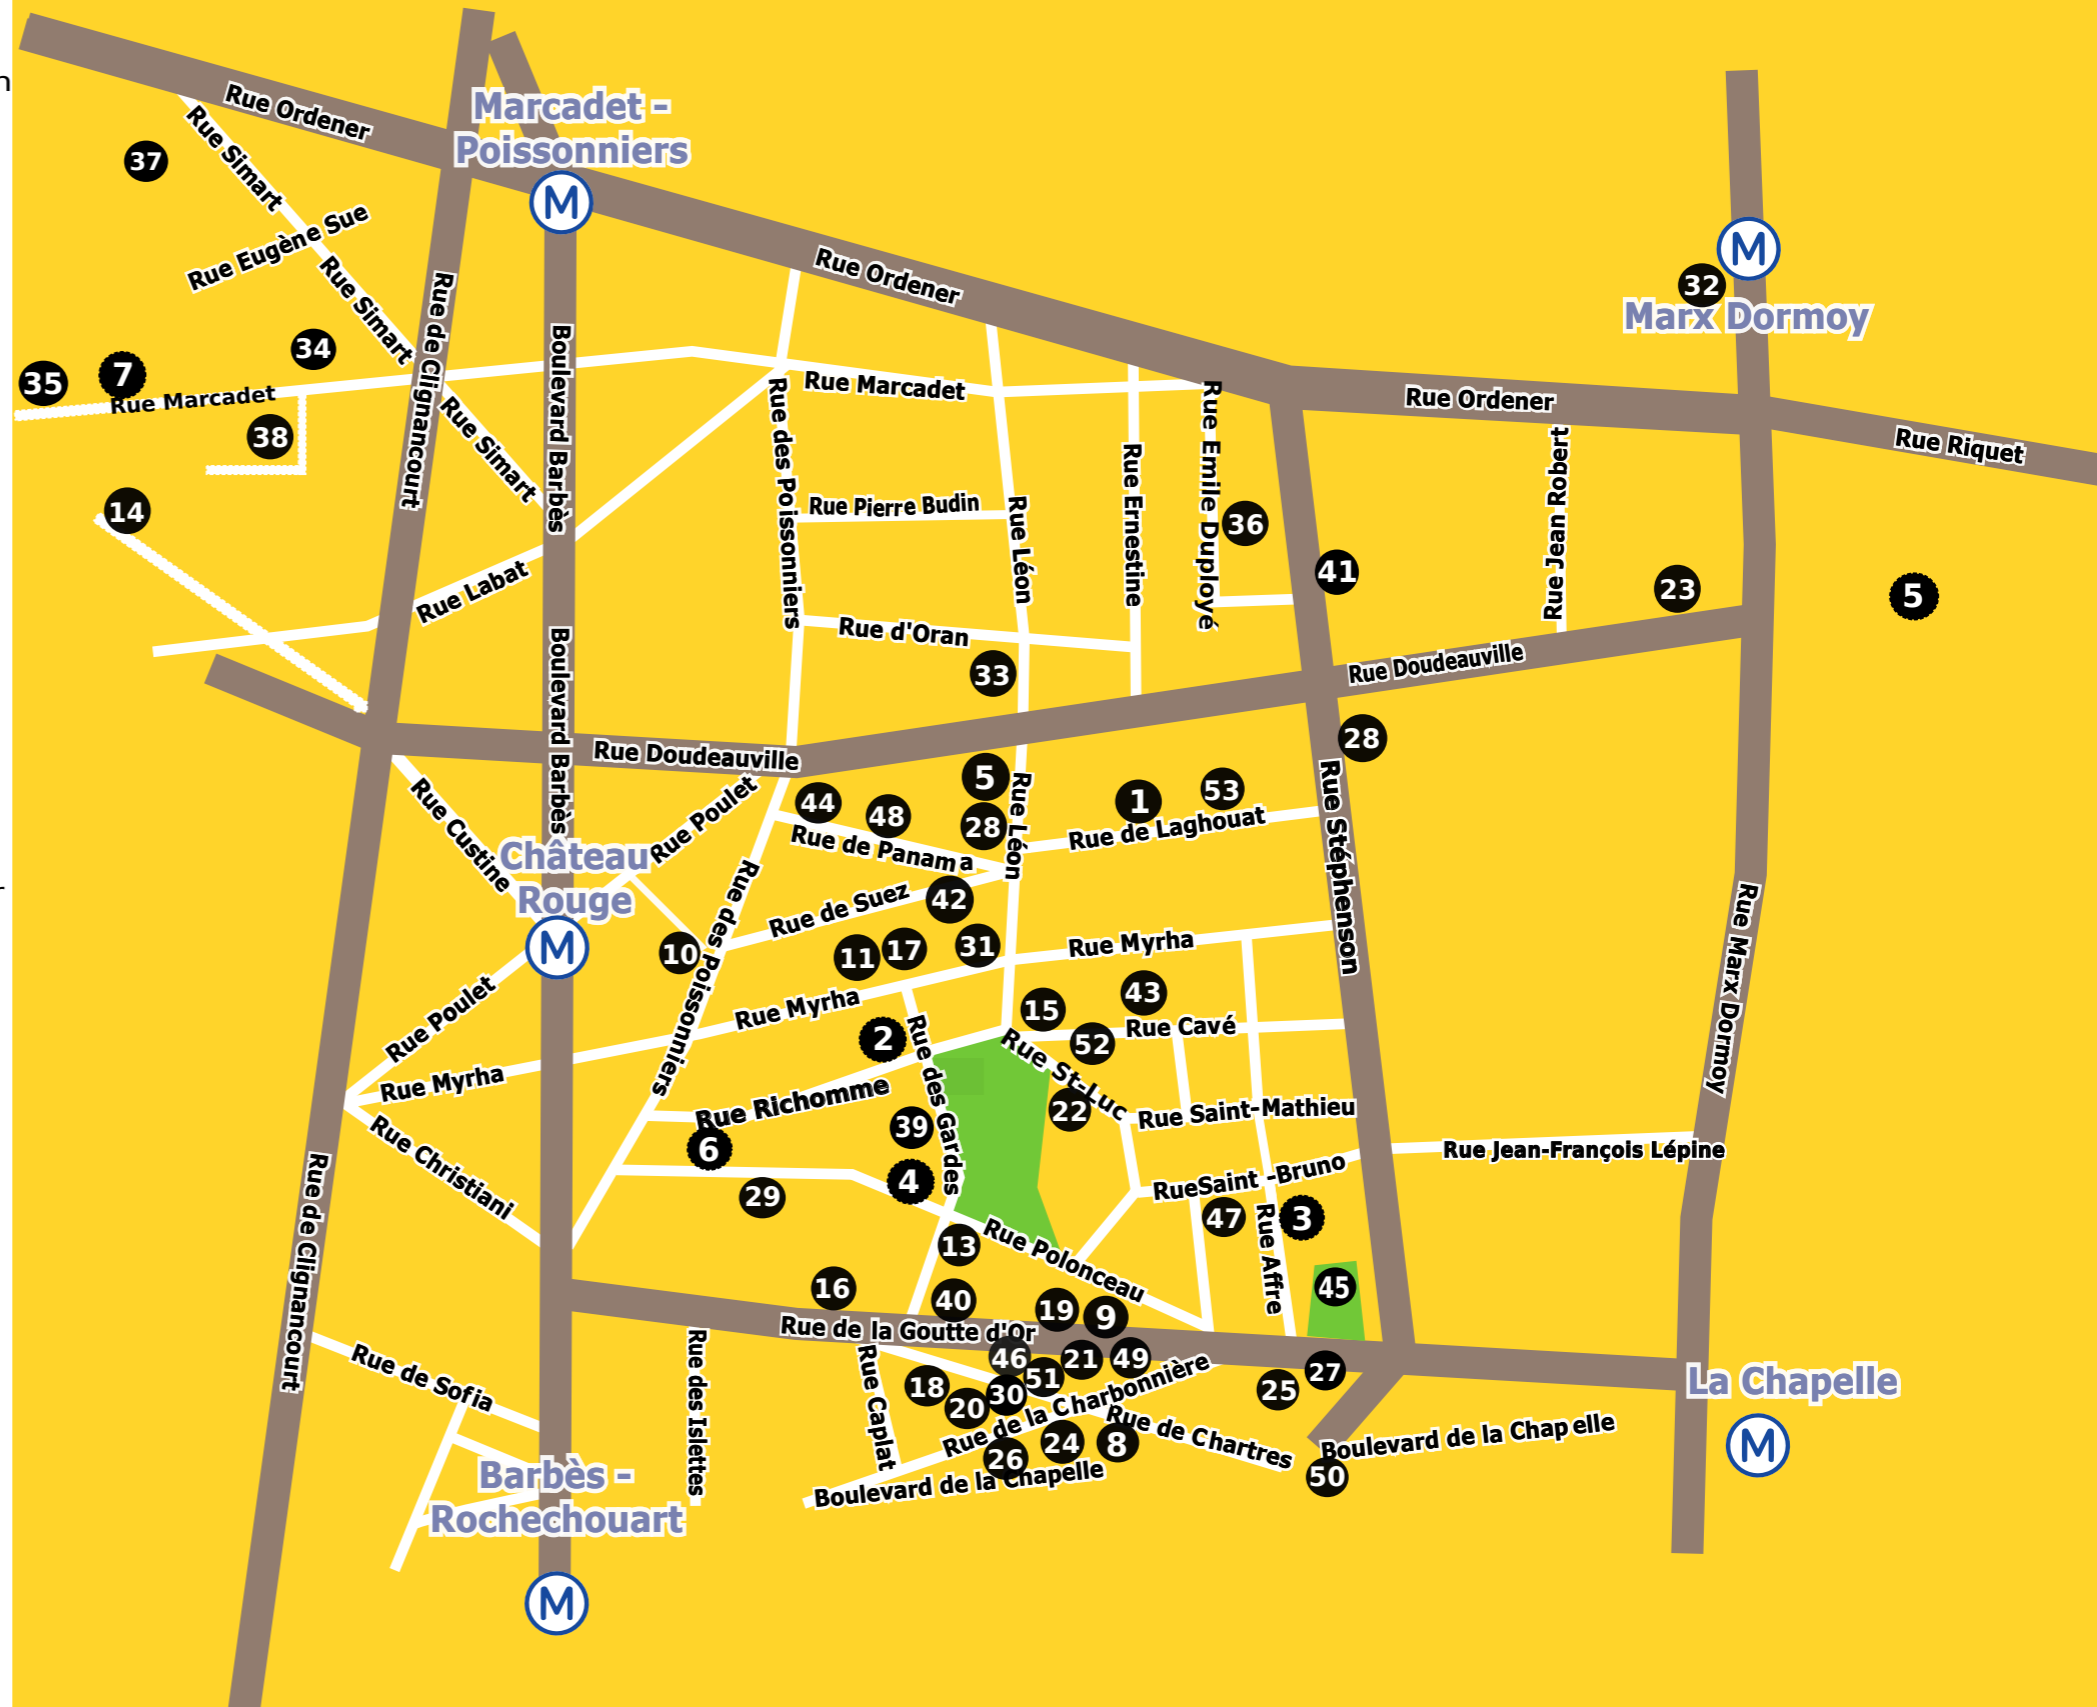 n
Rue Ordener
Marcadet -
Poissonniers
M
37
Rue Simart
Rue Eugène Sue
Rue Simart
Rue de Clignancourt
Rue Ordener
M
32
Marx Dormoy
34
35
7
Rue Marcadet
38
Rue Simart
Boulevard Barbès
Rue Marcadet
Rue des Poissonniers
Rue Pierre Budin
Rue Léon
Rue Ernestine
Rue Emile Duployé
36
Rue Ordener
Rue Riquet
Rue Jean Robert
41
23
5
14
Rue Labat
Rue d'Oran
33
Boulevard Barbès
Rue Doudeauville
Rue Doudeauville
28
r
Rue Custine
Château
Rouge
M
Rue Poulet
44
48
5
28
Rue Léon
1
53
Rue de Laghouat
Rue Stéphenson
Rue de Panama
Rue de Suez
42
Rue des Poissonniers
10
11
17
31
Rue Myrha
Rue Marx Dormoy
Rue Poulet
Rue Myrha
Rue Myrha
2
Rue des Gardes
15
43
Rue Cavé
52
Rue St-Luc
22
Rue Saint-Mathieu
Rue Richomme
39
6
4
29
Rue Christiani
Rue Jean-François Lépine
RueSaint -Bruno
47
3
Rue Affre
45
13
Rue Polonceau
16
40
19
9
Rue de Clignancourt
Rue de la Goutte d'Or
46
21
49
51
27
25
18
30
20
Rue de la Charbonnière
Rue Caplat
Rue des Islettes
Rue de Sofia
Rue de Chartres
26
24
8
Boulevard de la Chapelle
Boulevard de la Chap elle
50
La Chapelle
M
Barbès -
Rochechouart
M